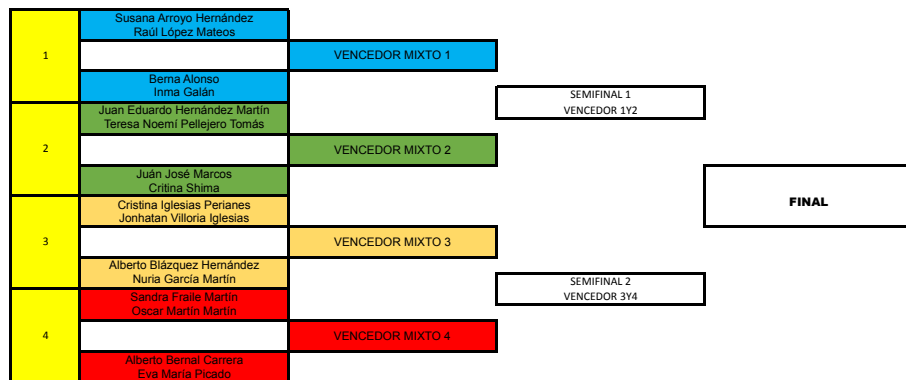 Susana Arroyo Hernández
Raúl López Mateos
1
VENCEDOR MIXTO 1
Berna Alonso
Inma Galán
SEMIFINAL 1
VENCEDOR 1Y2
Juan Eduardo Hernández Martín
Teresa Noemí Pellejero Tomás
2
VENCEDOR MIXTO 2
Juán José Marcos
Critina Shima
FINAL
Cristina Iglesias Perianes
Jonhatan Villoria Iglesias
3
VENCEDOR MIXTO 3
Alberto Blázquez Hernández
Nuria García Martín
SEMIFINAL 2
VENCEDOR 3Y4
Sandra Fraile Martín
Oscar Martín Martín
4
VENCEDOR MIXTO 4
Alberto Bernal Carrera
Eva María Picado